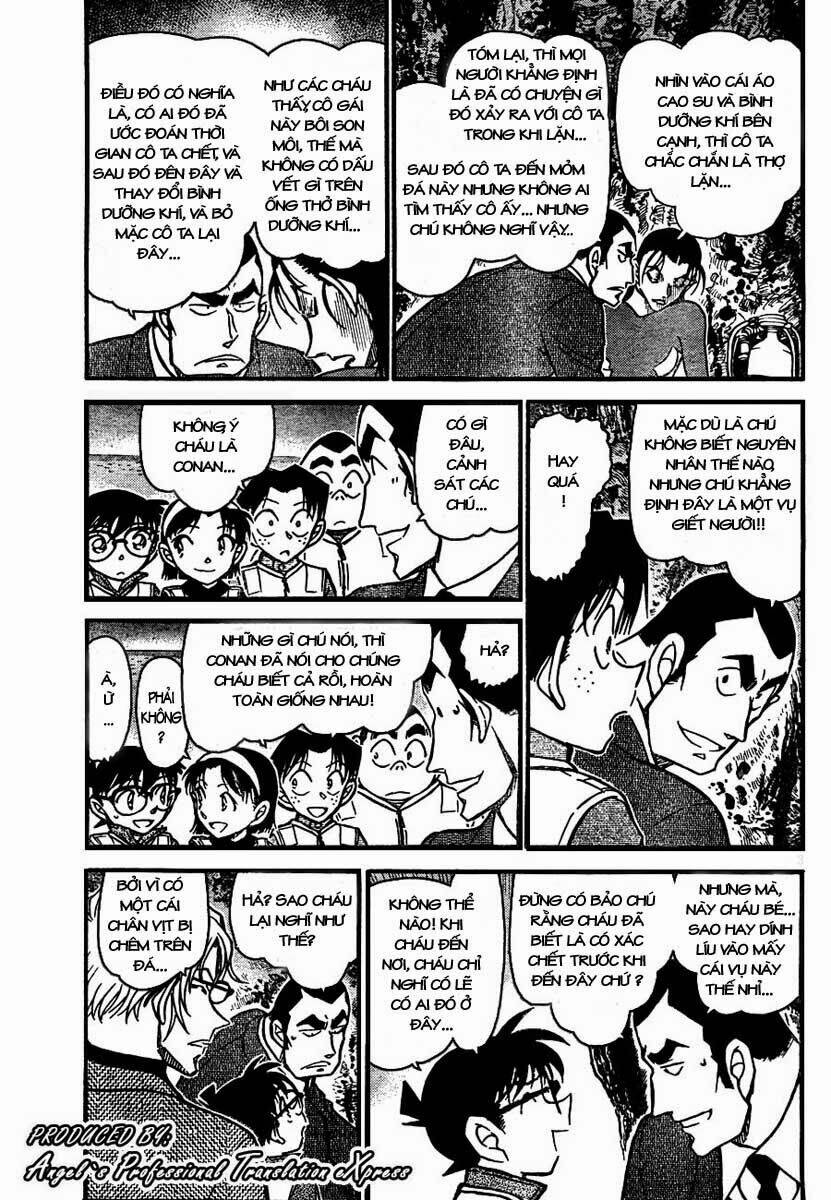 NHÌN VÀO CÁI ÁO
CAO SU VÀ BÌNH
DƯỠNG KHÍ BÊN
CẠNH, THÌ CÔ TA
CHẮC CHẮN LÀ THỢ
LẶN...
TÓM LẠI, THÌ MỌI
NGƯỜI KHẲNG ĐỊNH
LÀ ĐÃ CÓ CHUYỆN GÌ
ĐÓ XẢY RA VỚI CÔ TA
TRONG KHI LẶN...
SAU ĐÓ CÔ TA ĐẾN MỎM
ĐÁ NÀY NHƯNG KHÔNG AI
TÌM THẤY CÔ ẤY... NHƯNG
CHÚ KHÔNG NGHĨ VẬY..
NHƯ CÁC CHÁU
THẤY,CÔ GÁI
NÀY BÔI SON
MÔI, THẾ MÀ
KHÔNG CÓ DẤU
VẾT GÌ TRÊN
ỐNG THỞ BÌNH
DƯỠNG KHÍ...
ĐIỀU ĐÓ CÓ NGHĨA
LÀ, CÓ AI ĐÓ ĐÃ
ƯỚC ĐOÁN THỜI
GIAN CÔ TA CHẾT, VÀ
SAU ĐÓ ĐẾN ĐÂY VÀ
THAY ĐỔI BÌNH
DƯỠNG KHÍ, VÀ BỎ
MẶC CÔ TA LẠI
ĐÂY...
MẶC DÙ LÀ CHÚ
KHÔNG BIẾT NGUYÊN
NHÂN THẾ NÀO,
NHƯNG CHÚ KHẲNG
ĐỊNH ĐÂY LÀ MỘT VỤ
GIẾT NGƯỜI!!
HAY
QUÁ
!
CÓ GÌ
ĐÂU,
CẢNH
SÁT CÁC
CHÚ...
KHÔNG Ý
CHÁU LÀ
CONAN...
HẢ?
NHỮNG GÌ CHÚ NÓI, THÌ
CONAN ĐÃ NÓI CHO CHÚNG
CHÁU BIẾT CẢ RỒI, HOÀN
TOÀN GIỐNG NHAU!
PHẢI
KHÔNG?
?
À,
Ừ
...
NHƯNG MÀ,
NÀY CHÁU BÉ...
SAO HAY DÍNH
LÍU VÀO MẤY
CÁI VỤ NÀY
THẾ NHỈ...
ĐỪNG CÓ BẢO CHÚ
RẰNG CHÁU ĐÃ
BIẾT LÀ CÓ XÁC
CHẾT TRƯỚC KHI
ĐẾN ĐÂY CHỨ ?
KHÔNG THỂ
NÀO! KHI
CHÁU ĐẾN
NƠI, CHÁU CHỈ
NGHĨ CÓ LẼ
CÓ AI ĐÓ Ở
ĐÂY...
HẢ? SAO CHÁU
LẠI NGHĨ NHƯ
THẾ?
BỞI VÌ CÓ
MỘT CÁI
CHÂN VỊT BỊ
CHÊM TRÊN
ĐÁ...
PRODUCED BY:
Angel`s Professional Translation eXpress